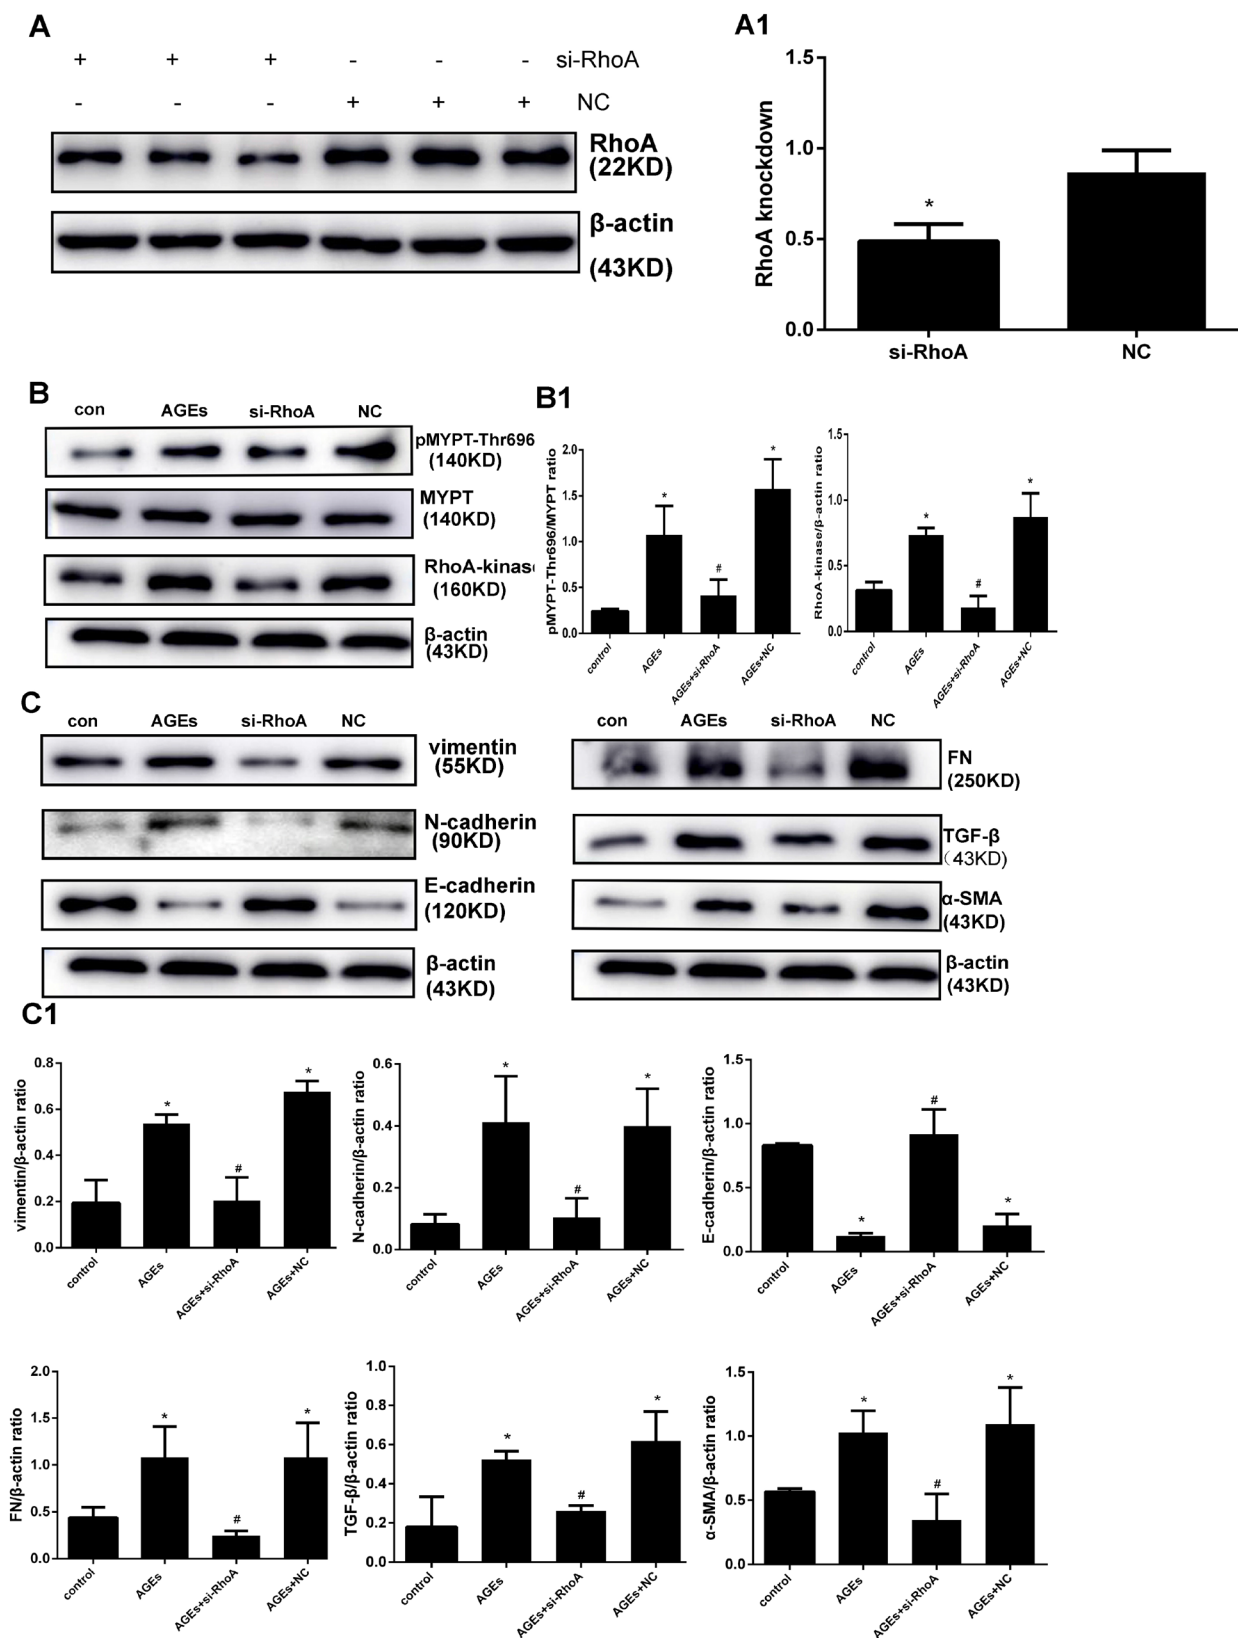 A
+ + + - - - si-RhoA
- - - + + + NC
RhoA
(22KD)
β-actin
(43KD)
A1
RhoA knockdown
1.5
1.0
0.5
0.0
*
si-RhoA NC
B
con AGEs si-RhoA NC
pMYPT-Thr696
(140KD)
MYPT
(140KD)
RhoA-kinas
(160KD)
β-actin
(43KD)
B1
pMYPT-Thr696/MYPT ratio
2.0
1.5
1.0
0.5
0.0
* # *
control AGEs AGEs+si-RhoA AGEs+NC
RhoA-kinase/β-actin ratio
1.5
1.0
0.5
0.0
* # *
control AGEs AGEs+si-RhoA AGEs+NC
C
con AGEs si-RhoA NC
vimentin
(55KD)
N-cadherin
(90KD)
E-cadherin
(120KD)
β-actin
(43KD)
con AGEs si-RhoA NC
FN
(250KD)
TGF-β
(43KD)
α-SMA
(43KD)
β-actin
(43KD)
C1
vimentin/β-actin ratio
0.8
0.6
0.4
0.2
0.0
* # *
control AGEs AGEs+si-RhoA AGEs+NC
N-cadherin/β-actin ratio
0.6
0.4
0.2
0.0
* # *
control AGEs AGEs+si-RhoA AGEs+NC
E-cadherin/β-actin ratio
1.5
1.0
0.5
0.0
* # *
control AGEs AGEs+si-RhoA AGEs+NC
FN/β-actin ratio
2.0
1.5
1.0
0.5
0.0
* # *
control AGEs AGEs+si-RhoA AGEs+NC
TGF-β/β-actin ratio
1.0
0.8
0.6
0.4
0.2
0.0
* # *
control AGEs AGEs+si-RhoA AGEs+NC
α-SMA/β-actin ratio
1.5
1.0
0.5
0.0
* # *
control AGEs AGEs+si-RhoA AGEs+NC